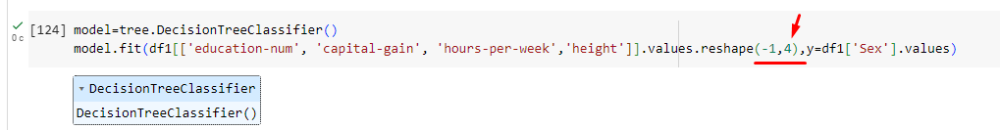 [124] model=tree.DecisionTreeClassifier()
0 c model.fit(df1[['education-num', 'capital-gain', 'hours-per-week','height']].values.reshape(-1,4),y=df1['Sex'].values)
▾ DecisionTreeClassifier
DecisionTreeClassifier()